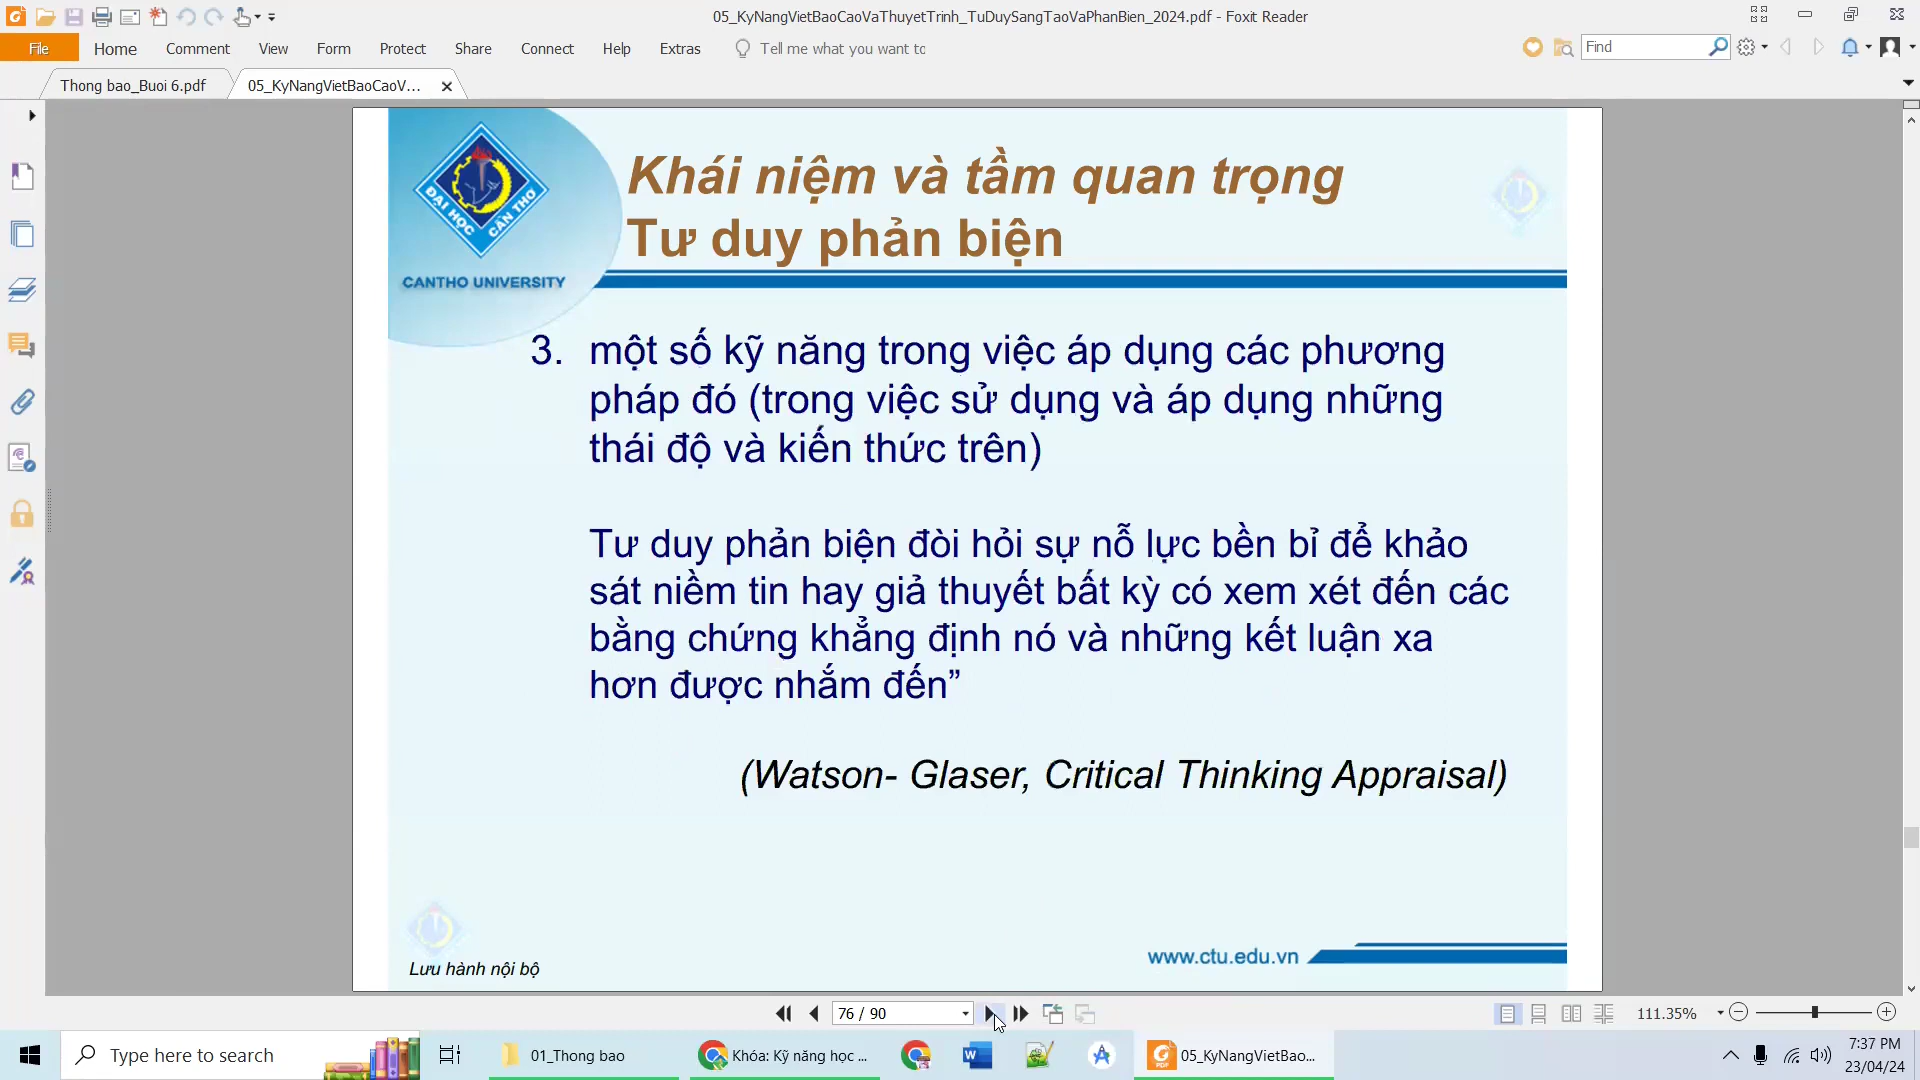 05_KyNangVietBaoCaoVaThuyetTrinh_TuDuySangTaoVaPhanBien_2024.pdf - Foxit Reader
File Home Comment View Form Protect Share Connect Help Extras Tell me what you want to Find
Thong bao_Buoi 6.pdf 05_KyNangVietBaoCaoV...
ĐẠI HỌC CẦN THƠ
CANTHO UNIVERSITY
Khái niệm và tầm quan trọng
Tư duy phản biện
3. một số kỹ năng trong việc áp dụng các phương
pháp đó (trong việc sử dụng và áp dụng những
thái độ và kiến thức trên)
Tư duy phản biện đòi hỏi sự nỗ lực bền bỉ để khảo
sát niềm tin hay giả thuyết bất kỳ có xem xét đến các
bằng chứng khẳng định nó và những kết luận xa
hơn được nhắm đến”
(Watson- Glaser, Critical Thinking Appraisal)
www.ctu.edu.vn
Lưu hành nội bộ
76 / 90
111.35%
Type here to search
01_Thong bao
Khóa: Kỹ năng học ...
05_KyNangVietBao...
7:37 PM
23/04/24